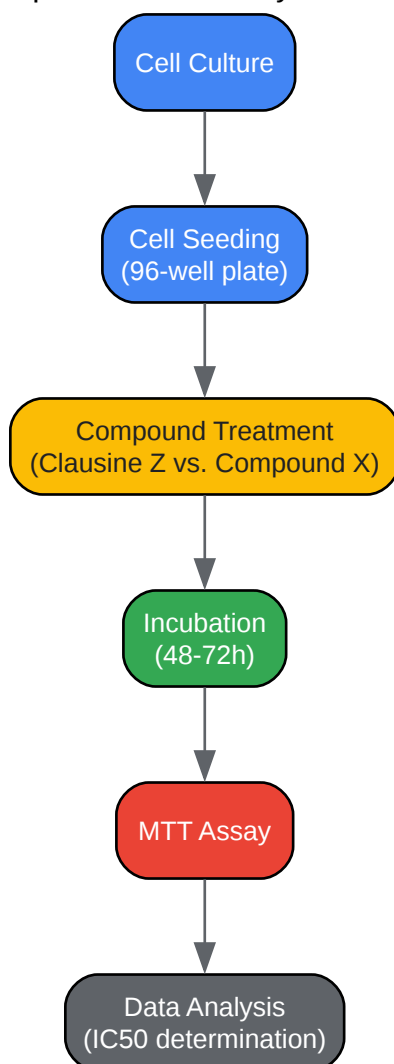 Cell Culture
Cell Seeding
(96-well plate)
Compound Treatment
(Clausine Z vs. Compound X)
Incubation
(48-72h)
MTT Assay
Data Analysis
(IC50 determination)